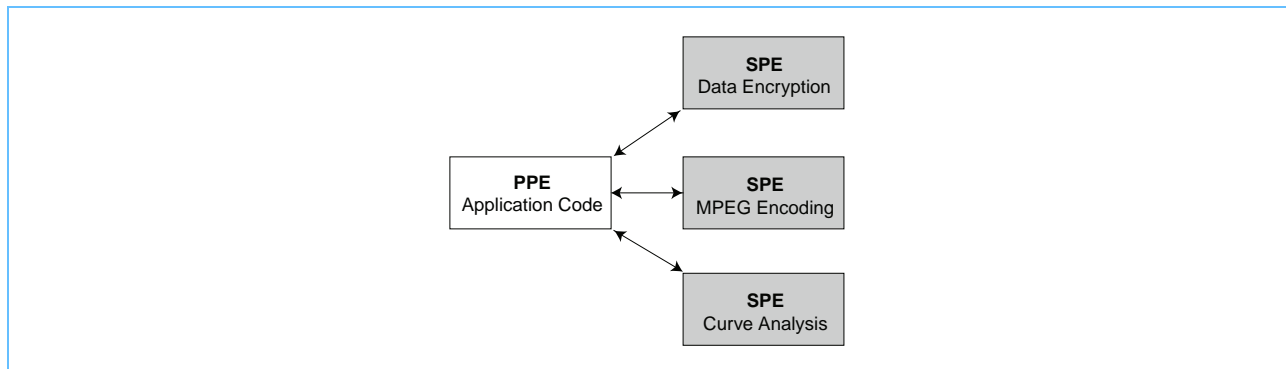 SPE
Data Encryption
PPE
Application Code
SPE
MPEG Encoding
SPE
Curve Analysis